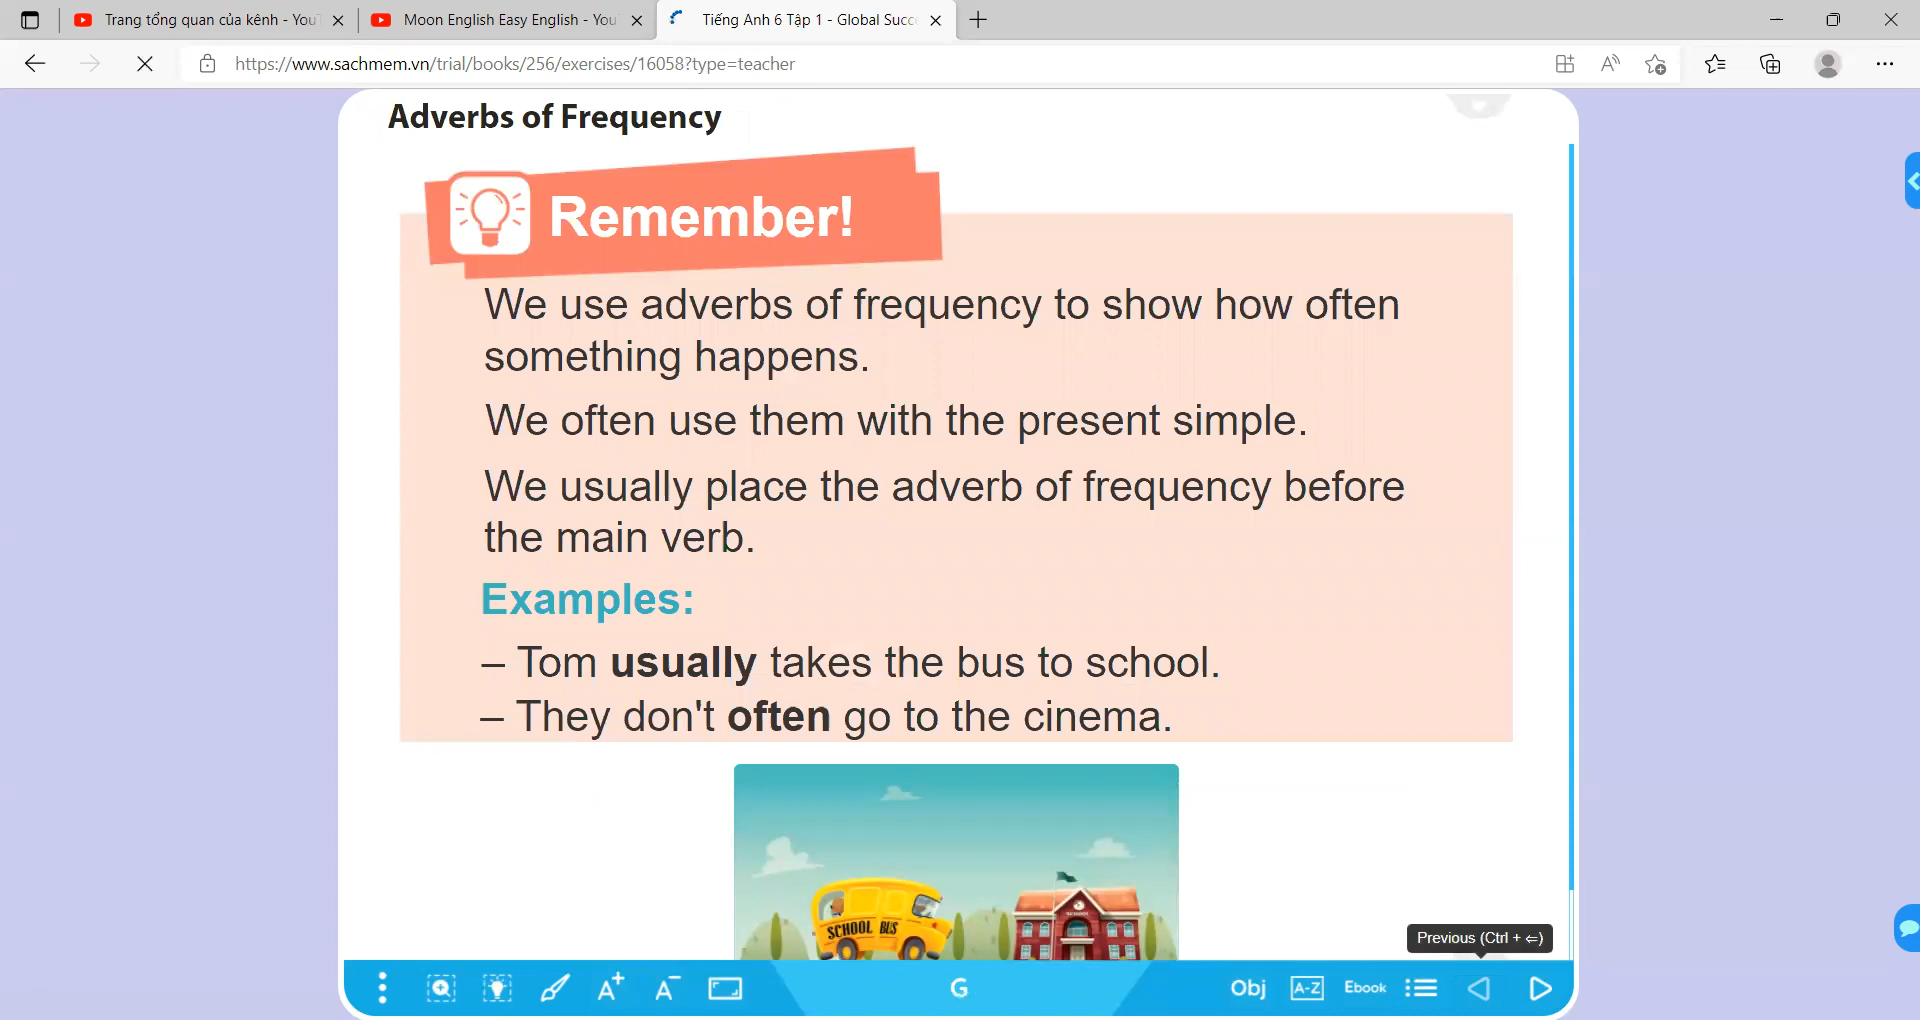 Trang tổng quan của kênh - You
Moon English Easy English - You
Tiếng Anh 6 Tập 1 - Global Succ
https://www.sachmem.vn/trial/books/256/exercises/16058?type=teacher
Adverbs of Frequency
Remember!
We use adverbs of frequency to show how often
something happens.
We often use them with the present simple.
We usually place the adverb of frequency before
the main verb.
Examples:
– Tom usually takes the bus to school.
– They don't often go to the cinema.
SCHOOL BUS
Previous (Ctrl + ⇐)
A+
A−
G
Obj
A-Z
Ebook